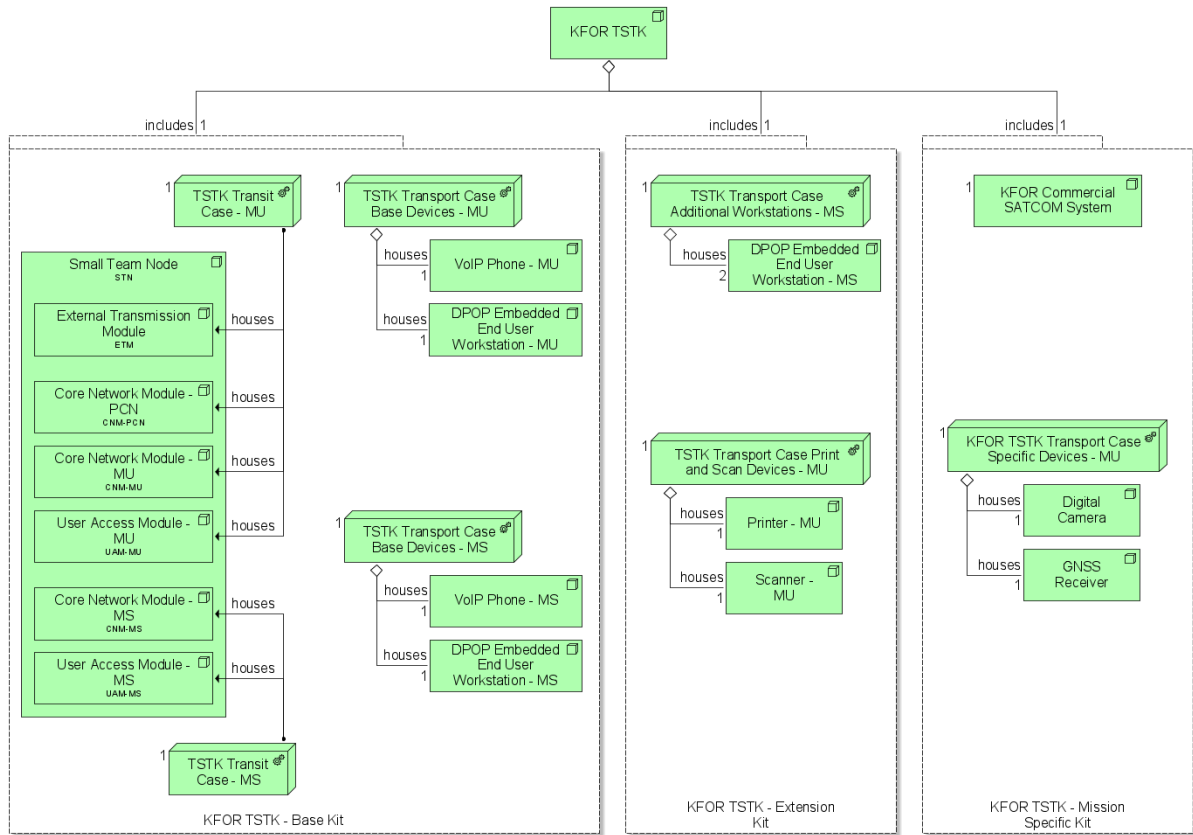 KFOR TSTK
includes 1
includes 1
includes 1
1
TSTK Transit
Case - MU
Small Team Node
STN
External Transmission
Module
ETM
houses
Core Network Module -
PCN
CNM-PCN
houses
Core Network Module -
MU
CNM-MU
houses
User Access Module -
MU
UAM-MU
houses
Core Network Module -
MS
CNM-MS
houses
User Access Module -
MS
UAM-MS
houses
1
TSTK Transit
Case - MS
1
TSTK Transport Case
Base Devices - MU
houses
1
VoIP Phone - MU
houses
1
DPOP Embedded
End User
Workstation - MU
1
TSTK Transport Case
Base Devices - MS
houses
1
VoIP Phone - MS
houses
1
DPOP Embedded
End User
Workstation - MS
KFOR TSTK - Base Kit
1
TSTK Transport Case
Additional Workstations - MS
houses
2
DPOP Embedded
End User
Workstation - MS
1
TSTK Transport Case Print
and Scan Devices - MU
houses
1
Printer - MU
houses
1
Scanner -
MU
KFOR TSTK - Extension
Kit
1
KFOR Commercial
SATCOM System
1
KFOR TSTK Transport Case
Specific Devices - MU
houses
1
Digital
Camera
houses
1
GNSS
Receiver
KFOR TSTK - Mission
Specific Kit